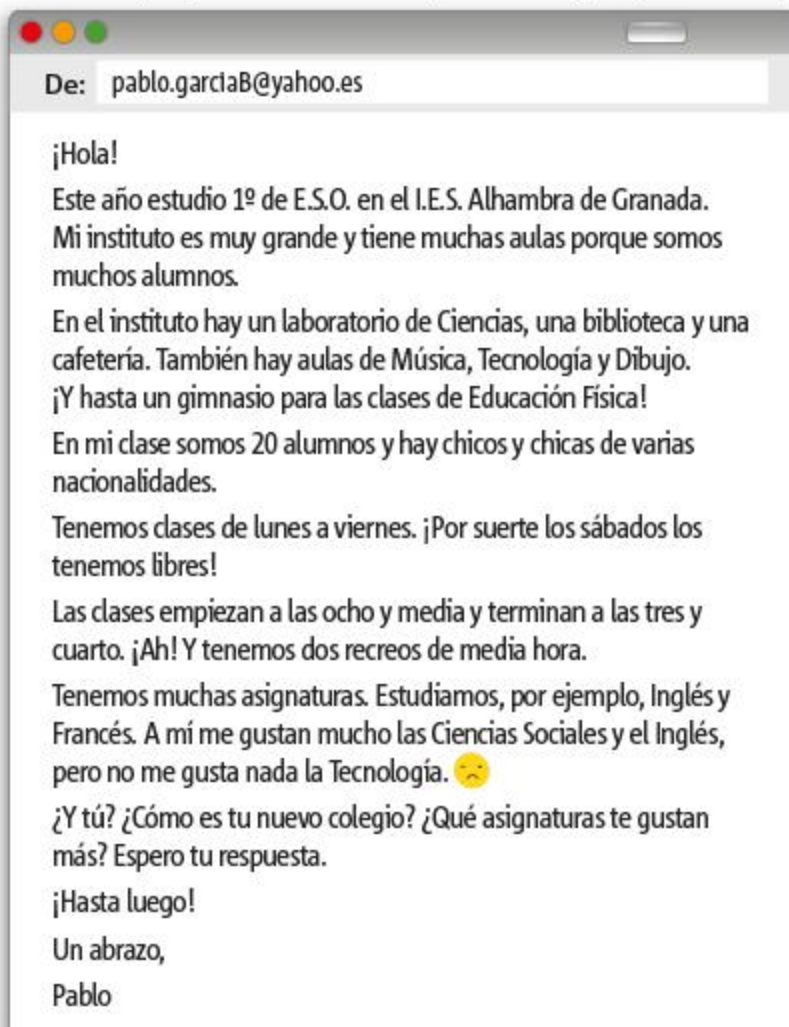 De: pablo.garciaB@yahoo.es
¡Hola!
Este año estudio 1º de E.S.O. en el I.E.S. Alhambra de Granada.
Mi instituto es muy grande y tiene muchas aulas porque somos
muchos alumnos.
En el instituto hay un laboratorio de Ciencias, una biblioteca y una
cafetería. También hay aulas de Música, Tecnología y Dibujo.
¡Y hasta un gimnasio para las clases de Educación Física!
En mi clase somos 20 alumnos y hay chicos y chicas de varias
nacionalidades.
Tenemos clases de lunes a viernes. ¡Por suerte los sábados los
tenemos libres!
Las clases empiezan a las ocho y media y terminan a las tres y
cuarto. ¡Ah! Y tenemos dos recreos de media hora.
Tenemos muchas asignaturas. Estudiamos, por ejemplo, Inglés y
Francés. A mí me gustan mucho las Ciencias Sociales y el Inglés,
pero no me gusta nada la Tecnología.
¿Y tú? ¿Cómo es tu nuevo colegio? ¿Qué asignaturas te gustan
más? Espero tu respuesta.
¡Hasta luego!
Un abrazo,
Pablo